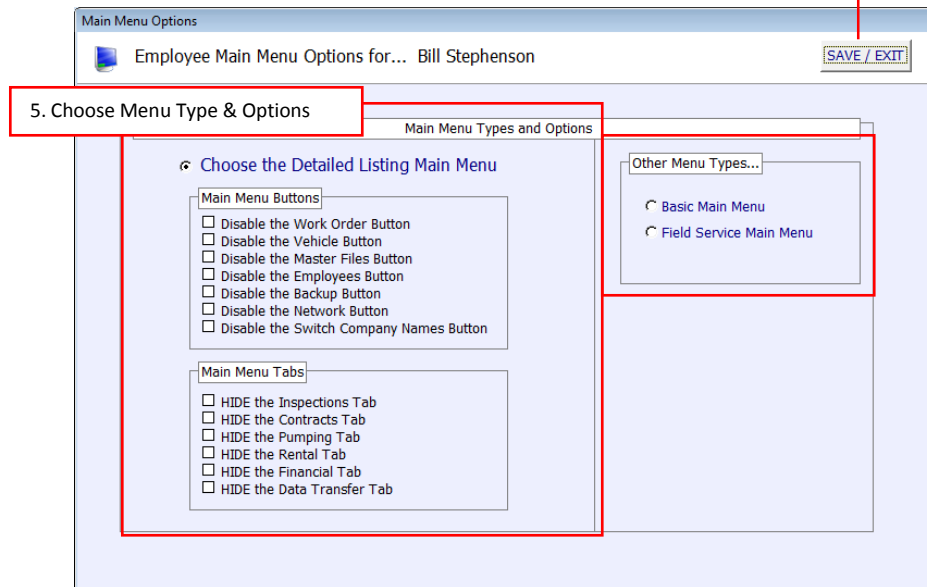 Main Menu Options
Employee Main Menu Options for... Bill Stephenson
SAVE / EXIT
5. Choose Menu Type & Options
Main Menu Types and Options
Choose the Detailed Listing Main Menu
Main Menu Buttons
Disable the Work Order Button
Disable the Vehicle Button
Disable the Master Files Button
Disable the Employees Button
Disable the Backup Button
Disable the Network Button
Disable the Switch Company Names Button
Main Menu Tabs
HIDE the Inspections Tab
HIDE the Contracts Tab
HIDE the Pumping Tab
HIDE the Rental Tab
HIDE the Financial Tab
HIDE the Data Transfer Tab
Other Menu Types...
Basic Main Menu
Field Service Main Menu